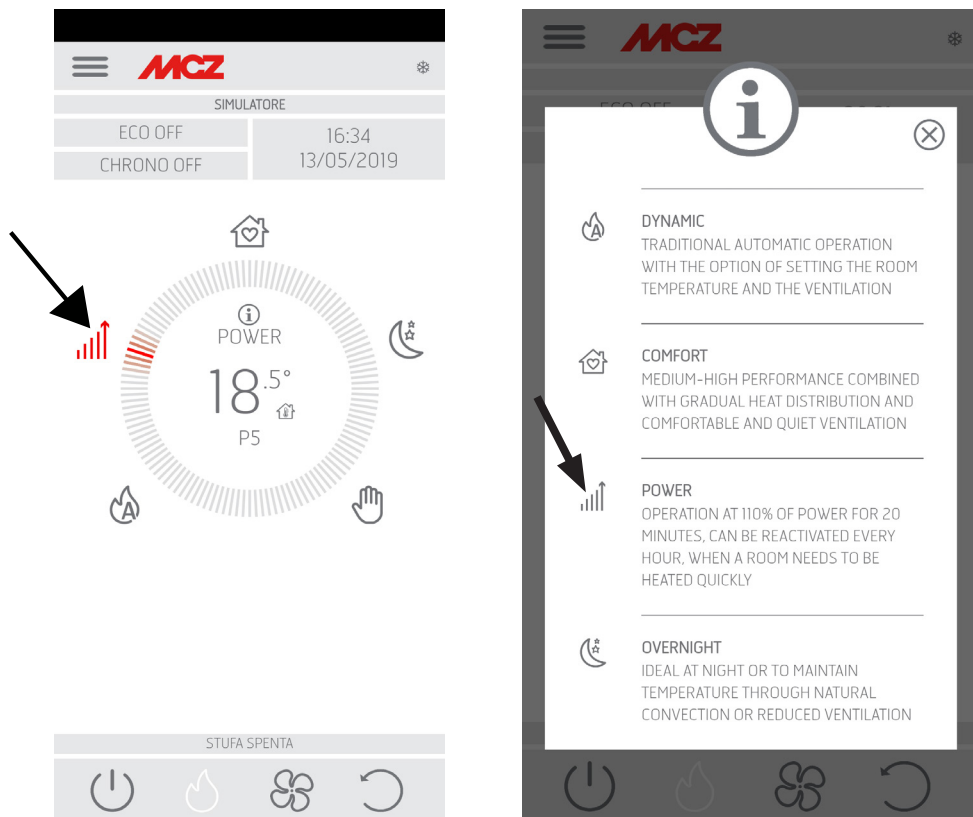 MCZ
SIMULATORE
ECO OFF
CHRONO OFF
16:34
13/05/2019
POWER
18.5°
P5
A
STUFA SPENTA
MCZ
ECO OFF
i
DYNAMIC
TRADITIONAL AUTOMATIC OPERATION
WITH THE OPTION OF SETTING THE ROOM
TEMPERATURE AND THE VENTILATION
COMFORT
MEDIUM-HIGH PERFORMANCE COMBINED
WITH GRADUAL HEAT DISTRIBUTION AND
COMFORTABLE AND QUIET VENTILATION
POWER
OPERATION AT 110% OF POWER FOR 20
MINUTES, CAN BE REACTIVATED EVERY
HOUR, WHEN A ROOM NEEDS TO BE
HEATED QUICKLY
OVERNIGHT
IDEAL AT NIGHT OR TO MAINTAIN
TEMPERATURE THROUGH NATURAL
CONVECTION OR REDUCED VENTILATION